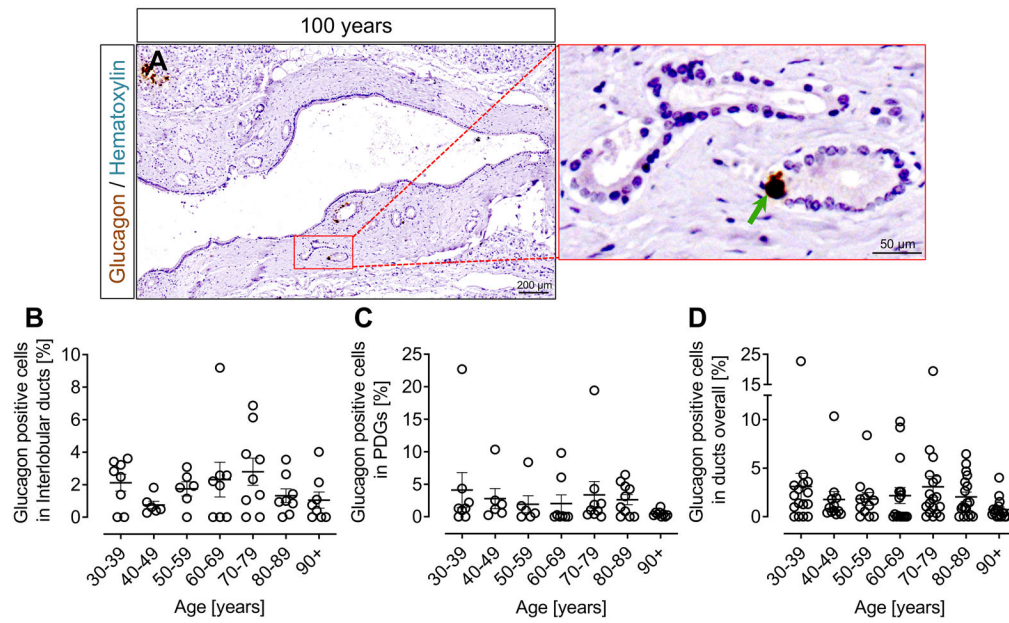 100 years
Glucagon / Hematoxylin
A
200 µm
50 µm
B
Glucagon positive cells
in Interlobular ducts [%]
10
8
6
4
2
0
30-39
40-49
50-59
60-69
70-79
80-89
90+
Age [years]
C
Glucagon positive cells
in PDGs [%]
25
20
15
10
5
0
30-39
40-49
50-59
60-69
70-79
80-89
90+
Age [years]
D
Glucagon positive cells
in ducts overall [%]
25
15
10
5
0
30-39
40-49
50-59
60-69
70-79
80-89
90+
Age [years]